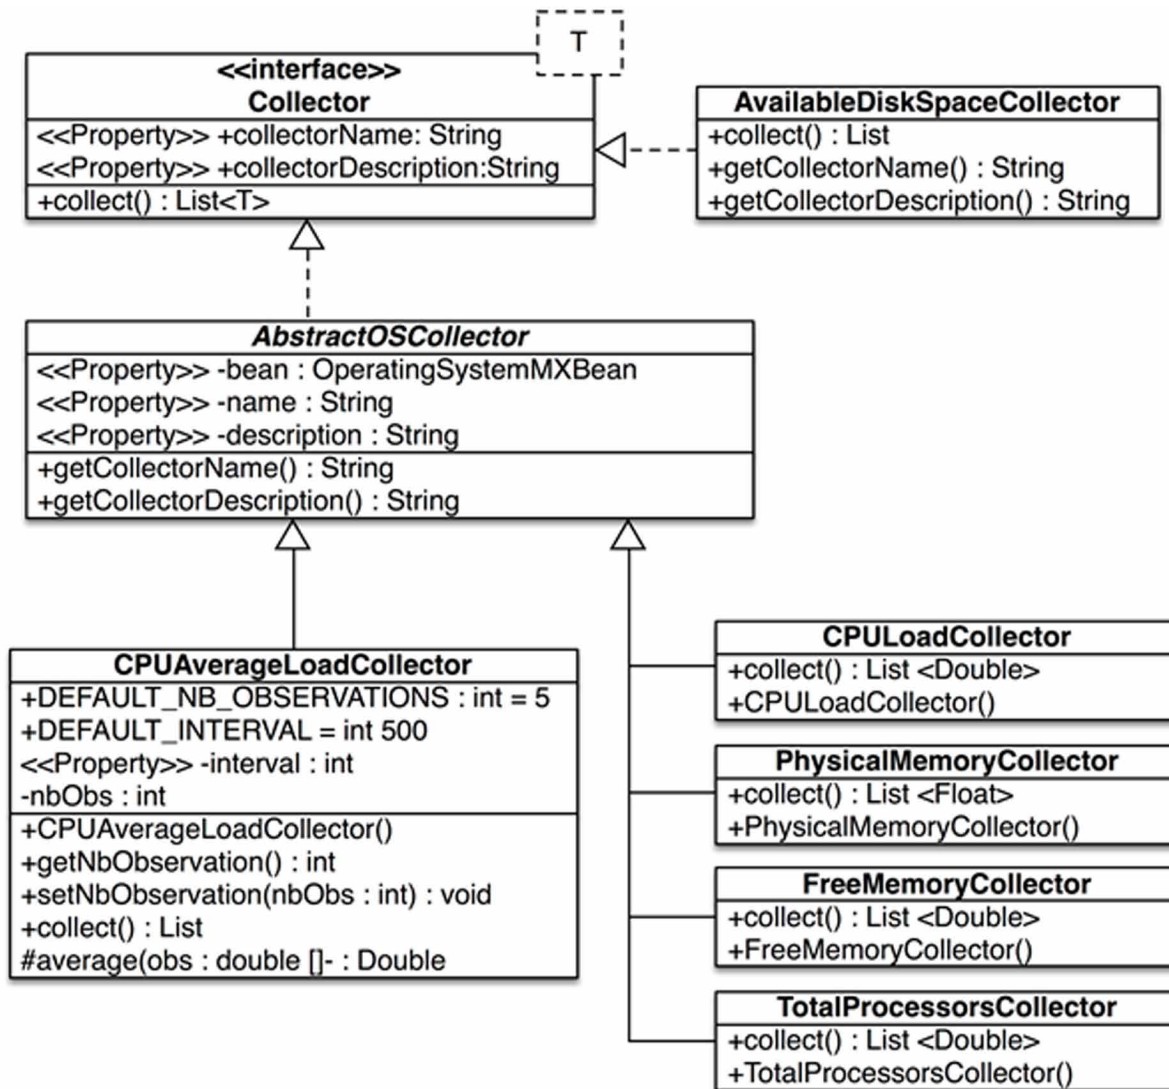 T
<<interface>>
Collector
<<Property>> +collectorName: String
<<Property>> +collectorDescription:String
+collect() : List<T>
AvailableDiskSpaceCollector
+collect() : List
+getCollectorName() : String
+getCollectorDescription() : String
AbstractOSCollector
<<Property>> -bean : OperatingSystemMXBean
<<Property>> -name : String
<<Property>> -description : String
+getCollectorName() : String
+getCollectorDescription() : String
CPUAverageLoadCollector
+DEFAULT_NB_OBSERVATIONS : int = 5
+DEFAULT_INTERVAL = int 500
<<Property>> -interval : int
-nbObs : int
+CPUAverageLoadCollector()
+getNbObservation() : int
+setNbObservation(nbObs : int) : void
+collect() : List
#average(obs : double []- : Double
CPULoadCollector
+collect() : List <Double>
+CPULoadCollector()
PhysicalMemoryCollector
+collect() : List <Float>
+PhysicalMemoryCollector()
FreeMemoryCollector
+collect() : List <Double>
+FreeMemoryCollector()
TotalProcessorsCollector
+collect() : List <Double>
+TotalProcessorsCollector()